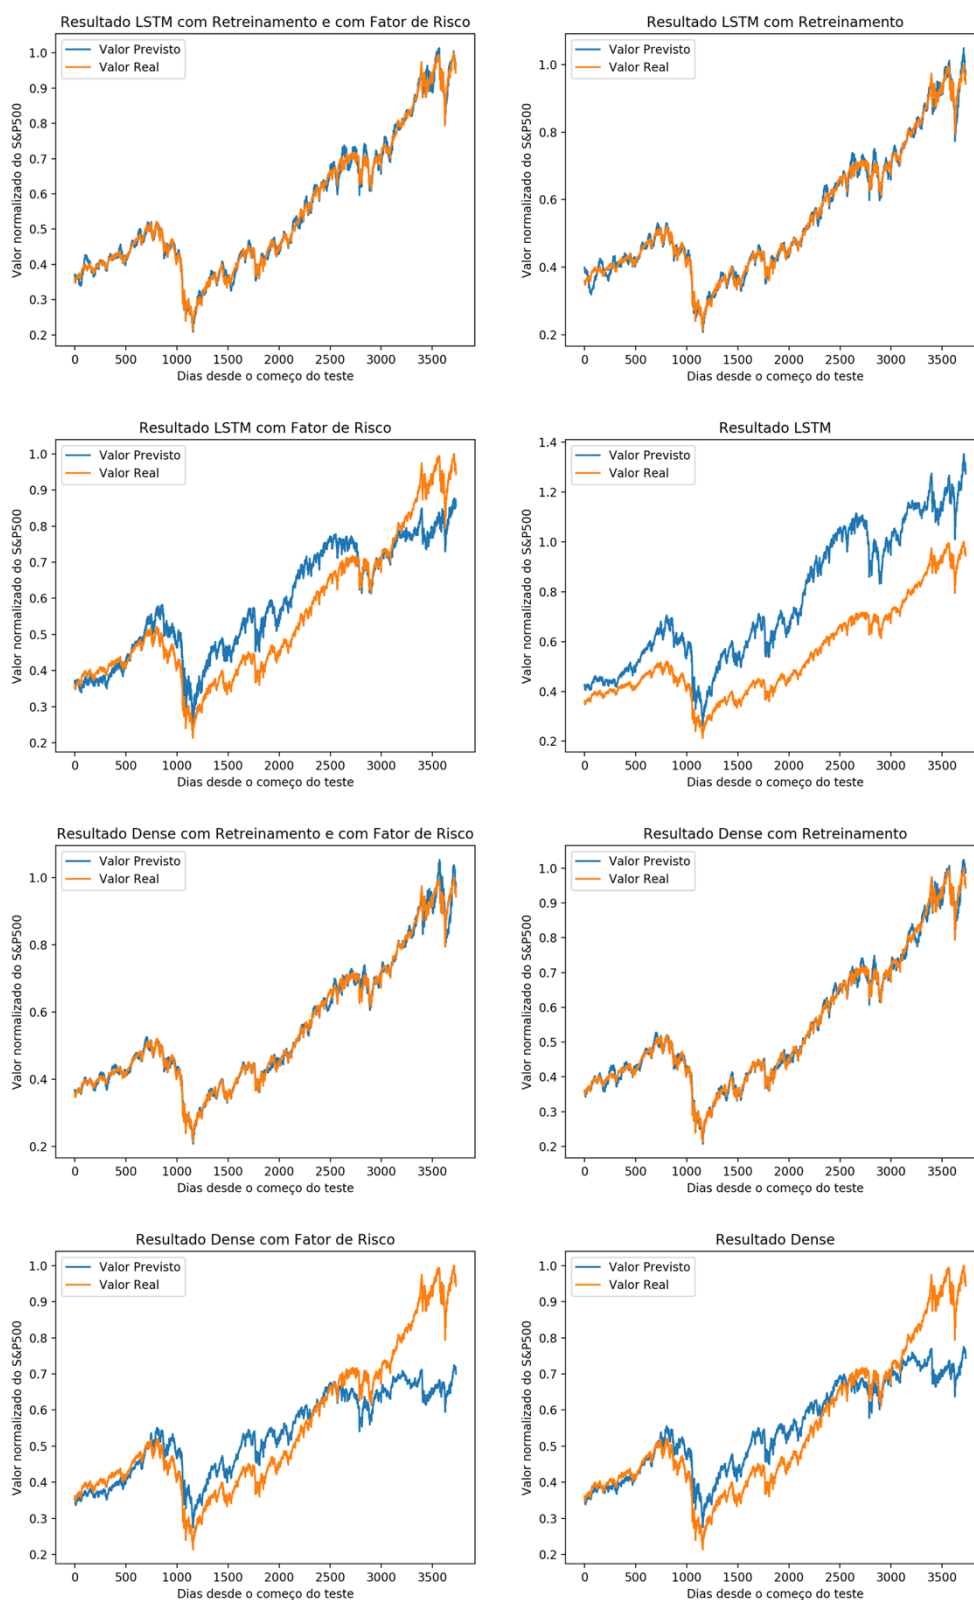 Resultado LSTM com Retreinamento e com Fator de Risco
Valor Previsto
Valor Real
1.0
0.9
0.8
0.7
0.6
0.5
0.4
0.3
0.2
Valor normalizado do S&P500
0 500 1000 1500 2000 2500 3000 3500
Dias desde o começo do teste
Resultado LSTM com Retreinamento
Valor Previsto
Valor Real
1.0
0.8
0.6
0.4
0.2
Valor normalizado do S&P500
0 500 1000 1500 2000 2500 3000 3500
Dias desde o começo do teste
Resultado LSTM com Fator de Risco
Valor Previsto
Valor Real
1.0
0.9
0.8
0.7
0.6
0.5
0.4
0.3
0.2
Valor normalizado do S&P500
0 500 1000 1500 2000 2500 3000 3500
Dias desde o começo do teste
Resultado LSTM
Valor Previsto
Valor Real
1.4
1.2
1.0
0.8
0.6
0.4
0.2
Valor normalizado do S&P500
0 500 1000 1500 2000 2500 3000 3500
Dias desde o começo do teste
Resultado Dense com Retreinamento e com Fator de Risco
Valor Previsto
Valor Real
1.0
0.8
0.6
0.4
0.2
Valor normalizado do S&P500
0 500 1000 1500 2000 2500 3000 3500
Dias desde o começo do teste
Resultado Dense com Retreinamento
Valor Previsto
Valor Real
1.0
0.9
0.8
0.7
0.6
0.5
0.4
0.3
0.2
Valor normalizado do S&P500
0 500 1000 1500 2000 2500 3000 3500
Dias desde o começo do teste
Resultado Dense com Fator de Risco
Valor Previsto
Valor Real
1.0
0.9
0.8
0.7
0.6
0.5
0.4
0.3
0.2
Valor normalizado do S&P500
0 500 1000 1500 2000 2500 3000 3500
Dias desde o começo do teste
Resultado Dense
Valor Previsto
Valor Real
1.0
0.9
0.8
0.7
0.6
0.5
0.4
0.3
0.2
Valor normalizado do S&P500
0 500 1000 1500 2000 2500 3000 3500
Dias desde o começo do teste